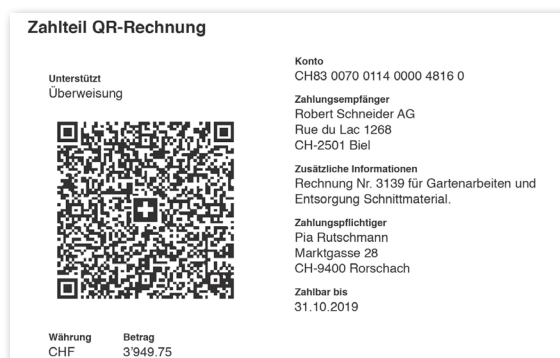 Zahlteil QR-Rechnung
Unterstützt
Überweisung
Währung Betrag
CHF 3'949.75
Konto
CH83 0070 0114 0000 4816 0
Zahlungsempfänger
Robert Schneider AG
Rue du Lac 1268
CH-2501 Biel
Zusätzliche Informationen
Rechnung Nr. 3139 für Gartenarbeiten und
Entsorgung Schnittmaterial.
Zahlungspflichtiger
Pia Rutschmann
Marktgasse 28
CH-9400 Rorschach
Zahlbar bis
31.10.2019